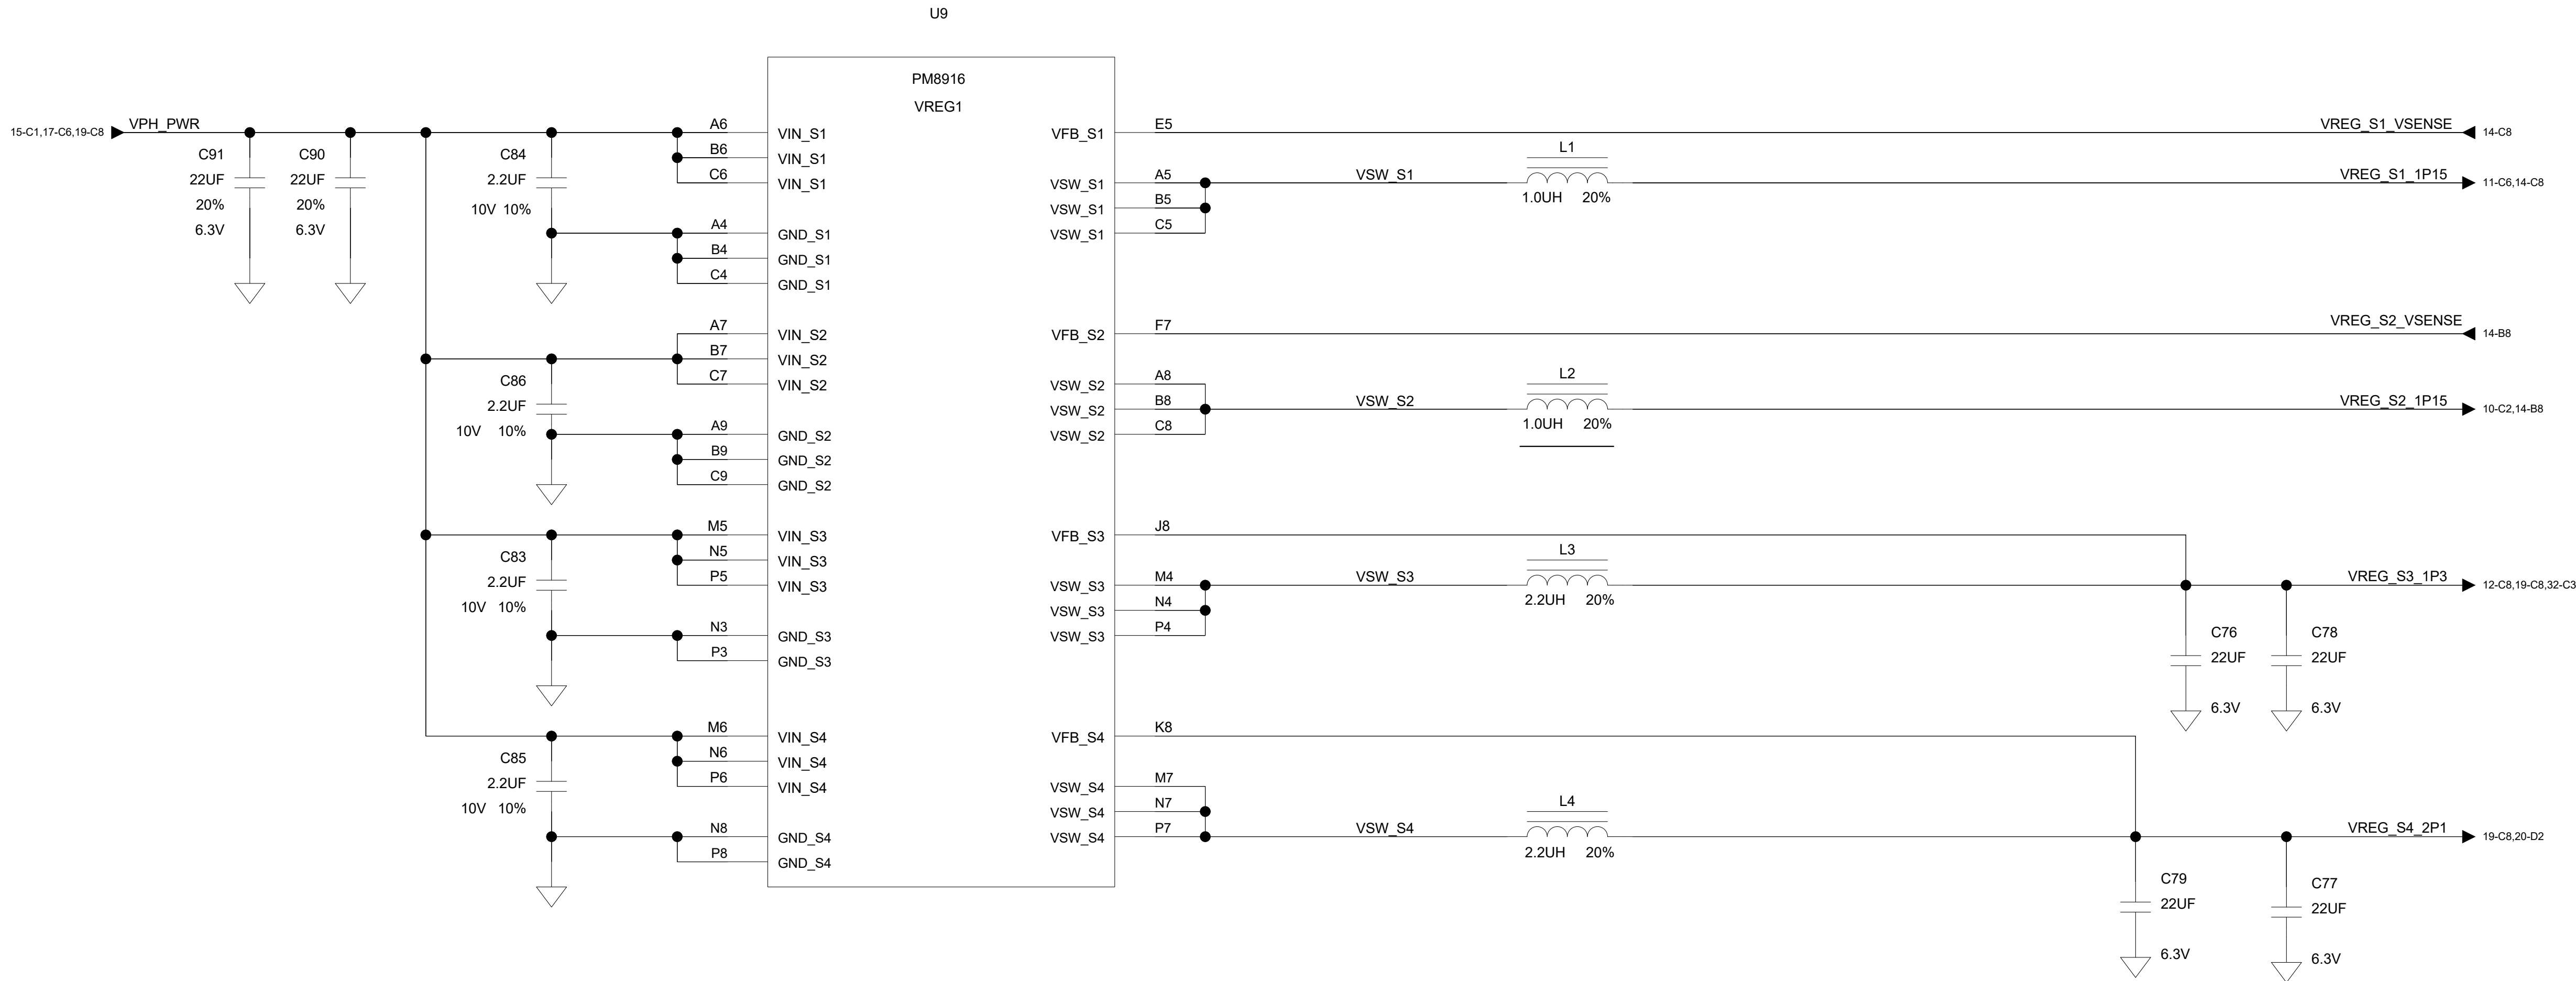 U9
PM8916
VREG1
15-C1,17-C6,19-C8 VPH_PWR
C91
22UF
20%
6.3V
C90
22UF
20%
6.3V
C84
2.2UF
10V 10%
A6 VIN_S1
B6 VIN_S1
C6 VIN_S1
A4 GND_S1
B4 GND_S1
C4 GND_S1
C86
2.2UF
10V 10%
A7 VIN_S2
B7 VIN_S2
C7 VIN_S2
A9 GND_S2
B9 GND_S2
C9 GND_S2
C83
2.2UF
10V 10%
M5 VIN_S3
N5 VIN_S3
P5 VIN_S3
N3 GND_S3
P3 GND_S3
C85
2.2UF
10V 10%
M6 VIN_S4
N6 VIN_S4
P6 VIN_S4
N8 GND_S4
P8 GND_S4
VFB_S1 E5 VREG_S1_VSENSE 14-C8
VSW_S1 A5 VSW_S1
VSW_S1 B5
VSW_S1 C5
L1
1.0UH 20%
VREG_S1_1P15 11-C6,14-C8
VFB_S2 F7 VREG_S2_VSENSE 14-B8
VSW_S2 A8
VSW_S2 B8 VSW_S2
VSW_S2 C8
L2
1.0UH 20%
VREG_S2_1P15 10-C2,14-B8
VFB_S3 J8
VSW_S3 M4 VSW_S3
VSW_S3 N4
VSW_S3 P4
L3
2.2UH 20%
VREG_S3_1P3 12-C8,19-C8,32-C3
C76
22UF
6.3V
C78
22UF
6.3V
VFB_S4 K8
VSW_S4 M7
VSW_S4 N7
VSW_S4 P7 VSW_S4
L4
2.2UH 20%
VREG_S4_2P1 19-C8,20-D2
C79
22UF
6.3V
C77
22UF
6.3V